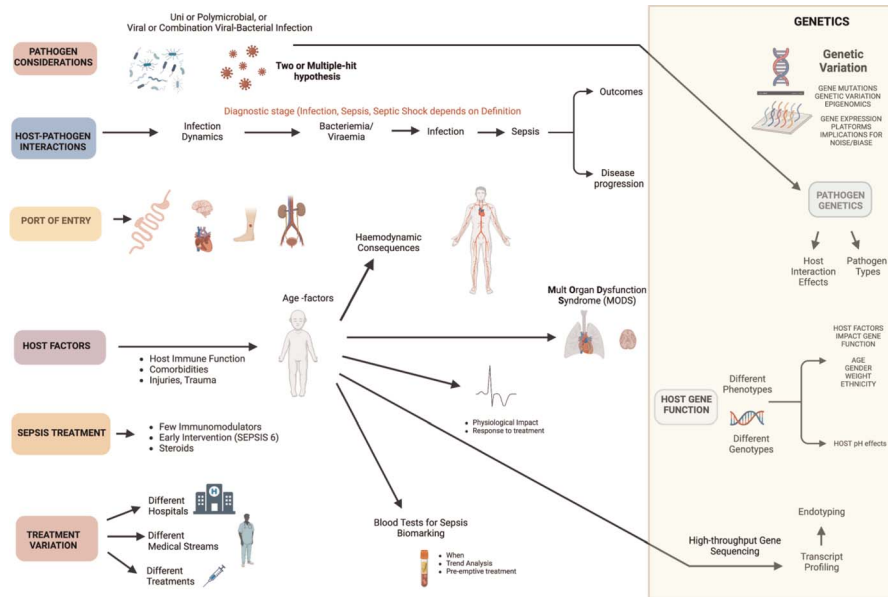 Uni or Polymicrobial, or
Viral or Combination Viral-Bacterial Infection
PATHOGEN
CONSIDERATIONS
Two or Multiple-hit
hypothesis
Diagnostic stage (Infection, Sepsis, Septic Shock depends on Definition
HOST-PATHOGEN
INTERACTIONS
Infection
Dynamics
Bacteriemia/
Viraemia
Infection
Sepsis
Outcomes
Disease
progression
PORT OF ENTRY
Haemodynamic
Consequences
Age -factors
Mult Organ Dysfunction
Syndrome (MODS)
HOST FACTORS
• Host Immune Function
• Comorbidities
• Injuries, Trauma
• Physiological Impact
• Response to treatment
SEPSIS TREATMENT
• Few Immunomodulators
• Early Intervention (SEPSIS 6)
• Steroids
TREATMENT
VARIATION
Different
Hospitals
H
Different
Medical Streams
Different
Treatments
Blood Tests for Sepsis
Biomarking
• When
• Trend Analysis
• Pre-emptive treatment
GENETICS
Genetic
Variation
GENE MUTATIONS
GENETIC VARIATION
EPIGENOMICS
GENE EXPRESSION
PLATFORMS
IMPLICATIONS FOR
NOISE/BIASE
PATHOGEN
GENETICS
Host
Interaction
Effects
Pathogen
Types
HOST FACTORS
IMPACT GENE
FUNCTION
AGE
GENDER
WEIGHT
ETHNICITY
HOST GENE
FUNCTION
Different
Phenotypes
Different
Genotypes
HOST pH effects
Endotyping
High-throughput Gene
Sequencing
Transcript
Profiling